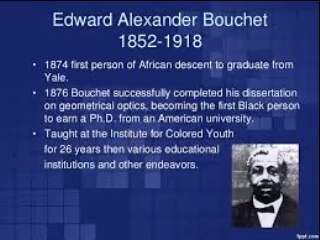 Edward Alexander Bouchet
1852-1918
• 1874 first person of African descent to graduate from
Yale.
• 1876 Bouchet successfully completed his dissertation
on geometrical optics, becoming the first Black person
to earn a Ph.D. from an American university.
• Taught at the Institute for Colored Youth
for 26 years then various educational
institutions and other endeavors.
fppt.com